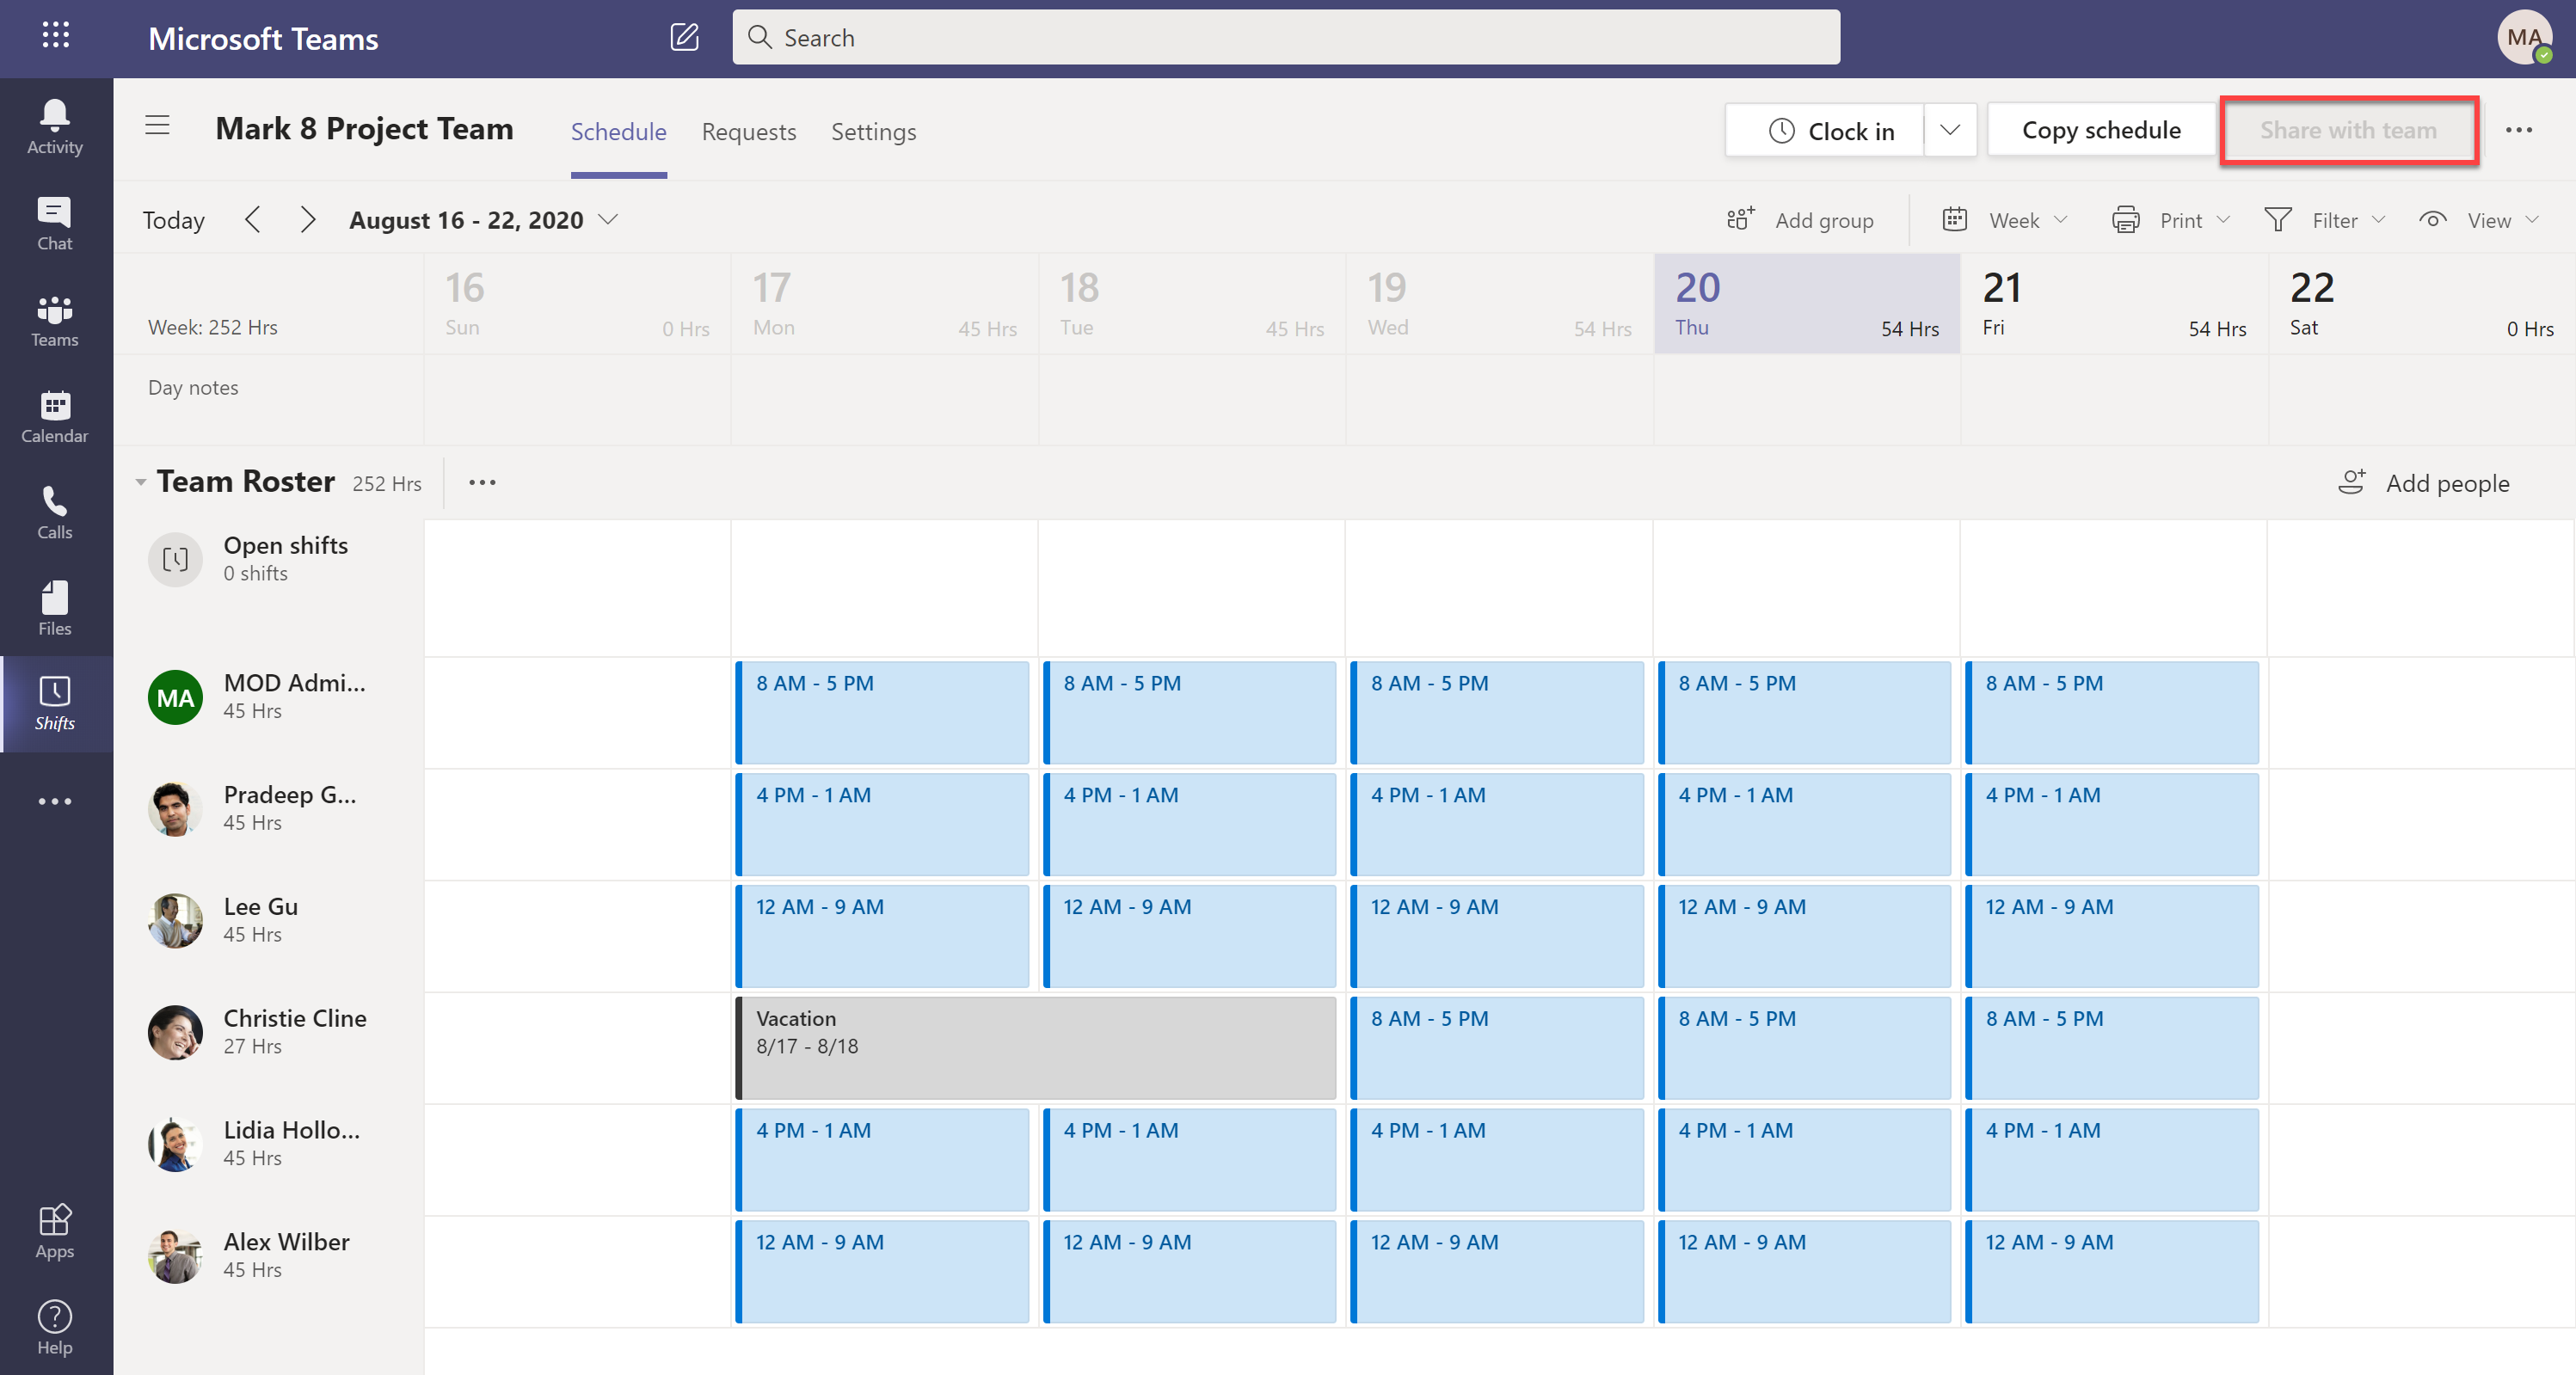 Microsoft Teams
Search
MA
Activity
Chat
Teams
Calendar
Calls
Files
Shifts
Apps
Help
Mark 8 Project Team
Schedule
Requests
Settings
Clock in
Copy schedule
Share with team
Today
August 16 - 22, 2020
Add group
Week
Print
Filter
View
Week: 252 Hrs
16
Sun 0 Hrs
17
Mon 45 Hrs
18
Tue 45 Hrs
19
Wed 54 Hrs
20
Thu 54 Hrs
21
Fri 54 Hrs
22
Sat 0 Hrs
Day notes
Team Roster 252 Hrs
Add people
Open shifts
0 shifts
MA
MOD Admi...
45 Hrs
8 AM - 5 PM
8 AM - 5 PM
8 AM - 5 PM
8 AM - 5 PM
8 AM - 5 PM
Pradeep G...
45 Hrs
4 PM - 1 AM
4 PM - 1 AM
4 PM - 1 AM
4 PM - 1 AM
4 PM - 1 AM
Lee Gu
45 Hrs
12 AM - 9 AM
12 AM - 9 AM
12 AM - 9 AM
12 AM - 9 AM
12 AM - 9 AM
Christie Cline
27 Hrs
Vacation
8/17 - 8/18
8 AM - 5 PM
8 AM - 5 PM
8 AM - 5 PM
Lidia Hollo...
45 Hrs
4 PM - 1 AM
4 PM - 1 AM
4 PM - 1 AM
4 PM - 1 AM
4 PM - 1 AM
Alex Wilber
45 Hrs
12 AM - 9 AM
12 AM - 9 AM
12 AM - 9 AM
12 AM - 9 AM
12 AM - 9 AM